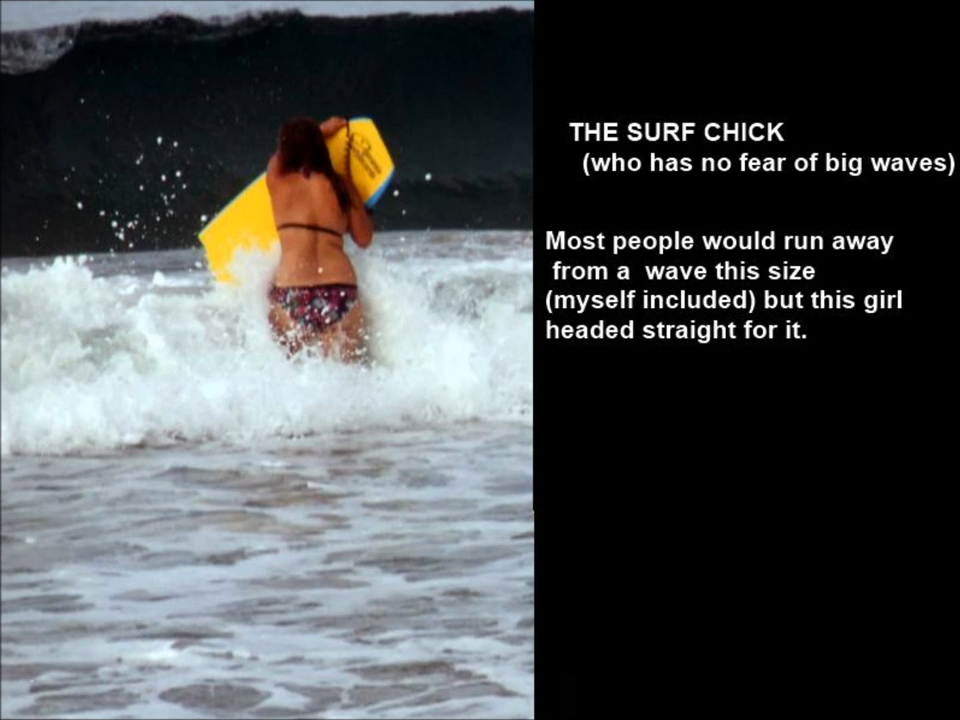 THE SURF CHICK
(who has no fear of big waves)
Most people would run away
from a wave this size
(myself included) but this girl
headed straight for it.